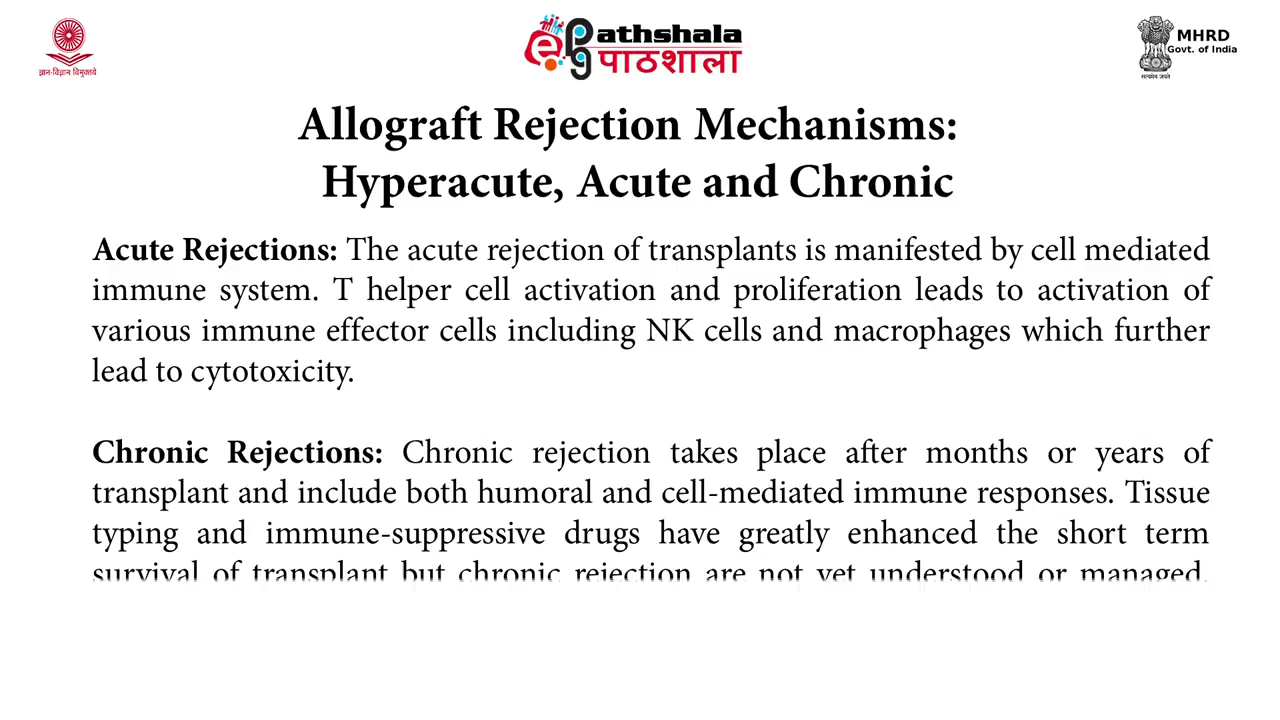 ज्ञान-विज्ञान विमुक्तये
ePathshala
पाठशाला
MHRD
Govt. of India
सत्यमेव जयते
Allograft Rejection Mechanisms:
Hyperacute, Acute and Chronic
Acute Rejections: The acute rejection of transplants is manifested by cell mediated
immune system. T helper cell activation and proliferation leads to activation of
various immune effector cells including NK cells and macrophages which further
lead to cytotoxicity.
Chronic Rejections: Chronic rejection takes place after months or years of
transplant and include both humoral and cell-mediated immune responses. Tissue
typing and immune-suppressive drugs have greatly enhanced the short term
survival of transplant but chronic rejection are not yet understood or managed.